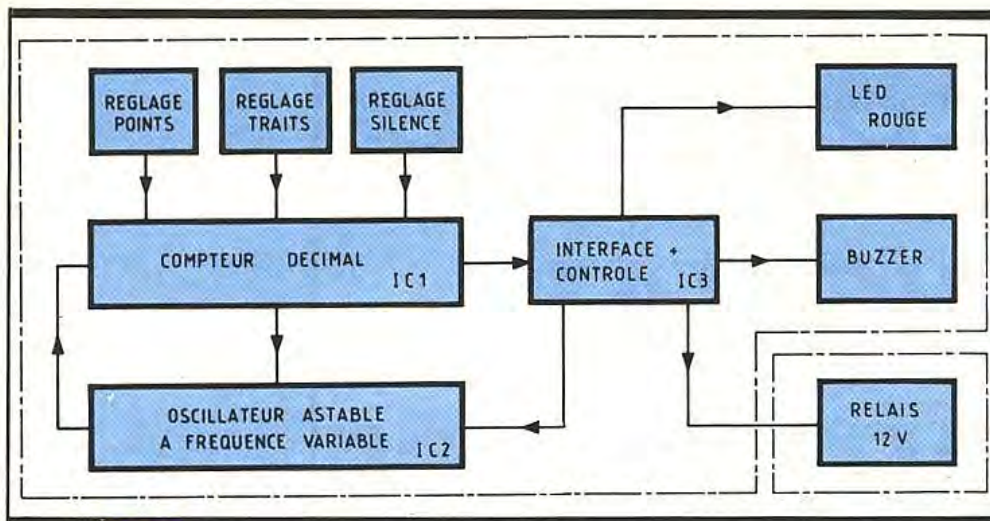 REGLAGE
POINTS
REGLAGE
TRAITS
REGLAGE
SILENCE
LED
ROUGE
COMPTEUR DECIMAL
IC1
INTERFACE +
CONTROLE
IC3
BUZZER
OSCILLATEUR ASTABLE
A FREQUENCE VARIABLE
IC2
RELAIS
12 V